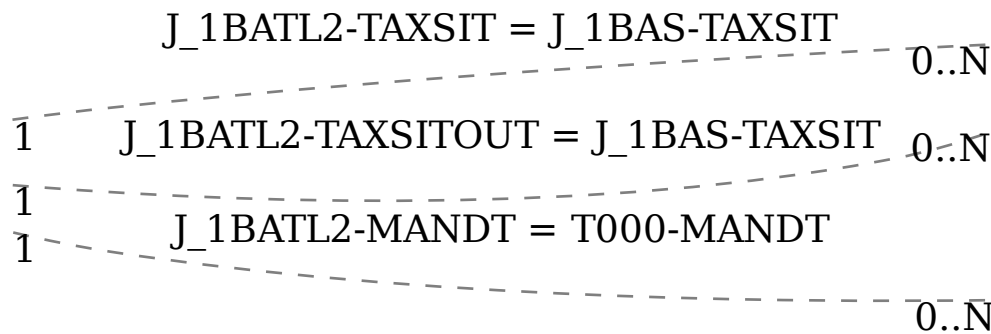 J_1BATL2-TAXSIT = J_1BAS-TAXSIT
0..N
1
J_1BATL2-TAXSITOUT = J_1BAS-TAXSIT
0..N
1
J_1BATL2-MANDT = T000-MANDT
1
0..N